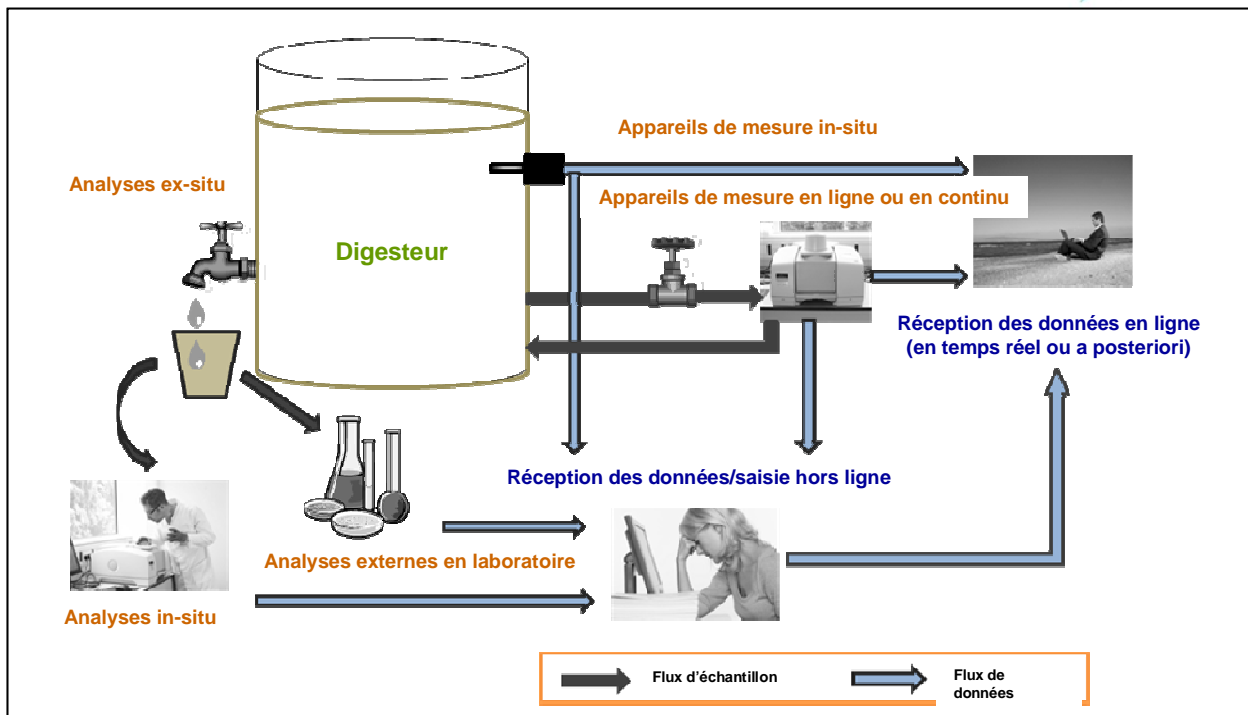 Appareils de mesure in-situ
Analyses ex-situ
Appareils de mesure en ligne ou en continu
Digesteur
Réception des données en ligne
(en temps réel ou a posteriori)
Réception des données/saisie hors ligne
Analyses externes en laboratoire
Analyses in-situ
Flux d'échantillon
Flux de
données